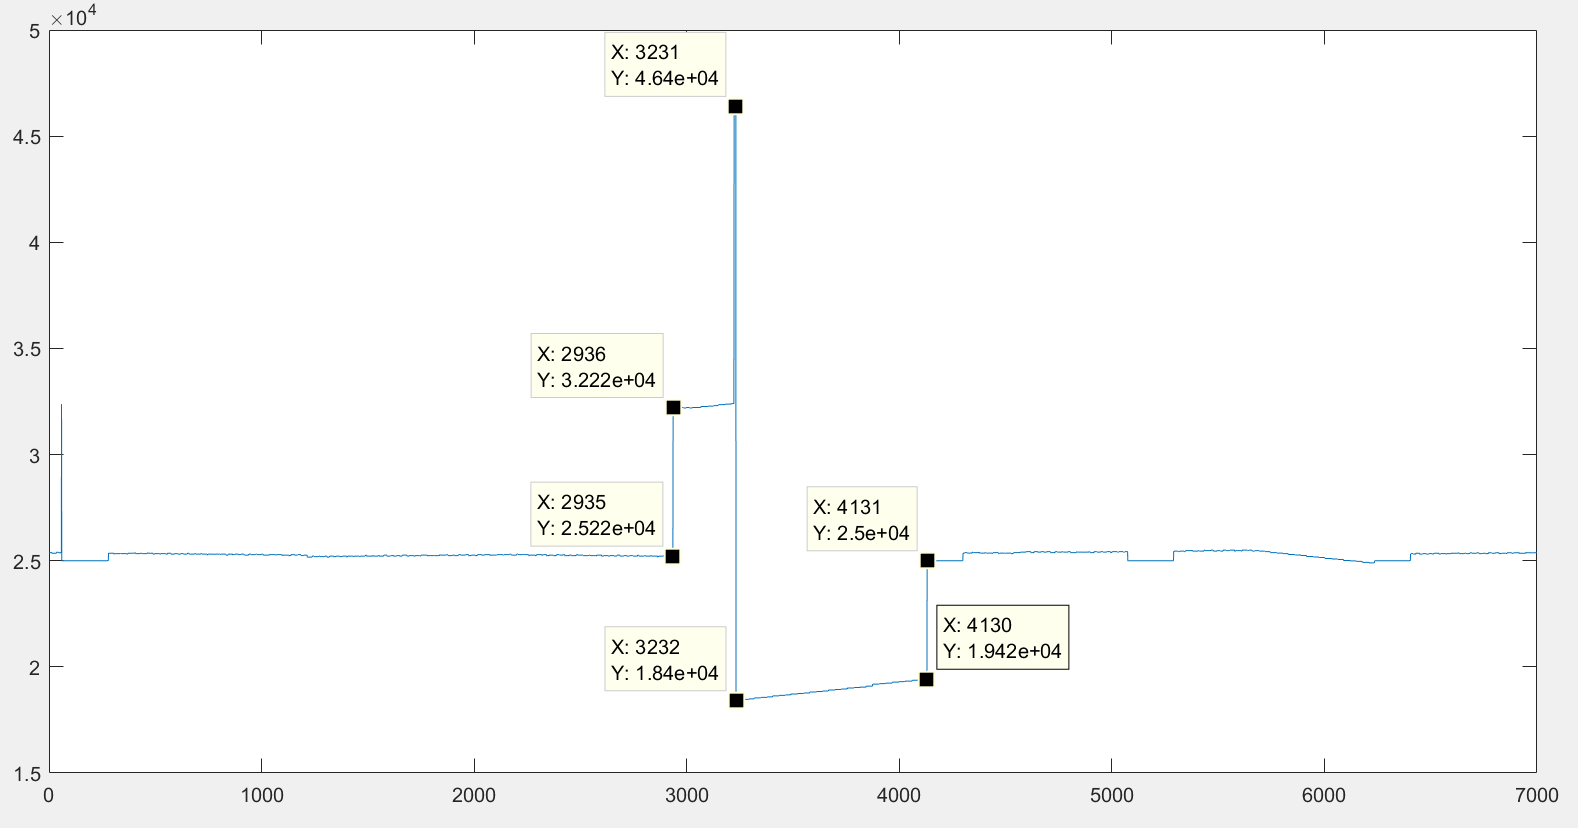 ×10^4
5
4.5
4
3.5
3
2.5
2
1.5
X: 3231
Y: 4.64e+04
X: 2936
Y: 3.222e+04
X: 2935
Y: 2.522e+04
X: 4131
Y: 2.5e+04
X: 4130
Y: 1.942e+04
X: 3232
Y: 1.84e+04
0 1000 2000 3000 4000 5000 6000 7000